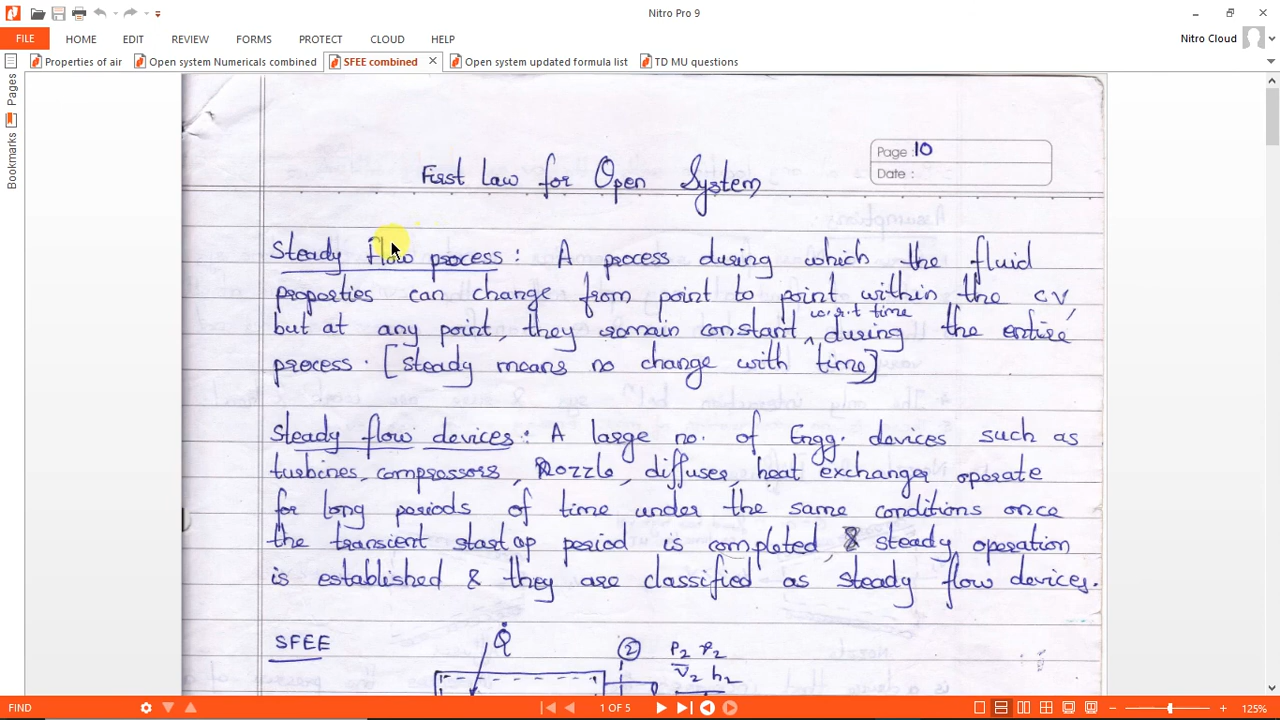 Nitro Pro 9
FILE HOME EDIT REVIEW FORMS PROTECT CLOUD HELP
Nitro Cloud
Properties of air Open system Numericals combined SFEE combined Open system updated formula list TD MU questions
Pages
Bookmarks
Page : 10
Date :
First Law for Open System
Steady flow process : A process during which the fluid
properties can change from point to point within the CV,
but at any point, they remain constant w.r.t time during the entire
process. [Steady means no change with time]
Steady flow devices : A large no. of Engg. devices such as
turbines, compressors, Nozzle, diffuser, heat exchanger operate
for long periods of time under the same conditions once
the transient start up period is completed, & steady operation
is established & they are classified as steady flow devices.
SFEE
Q̇
② P2 v2
V̄2 h2
FIND
1 OF 5
125%